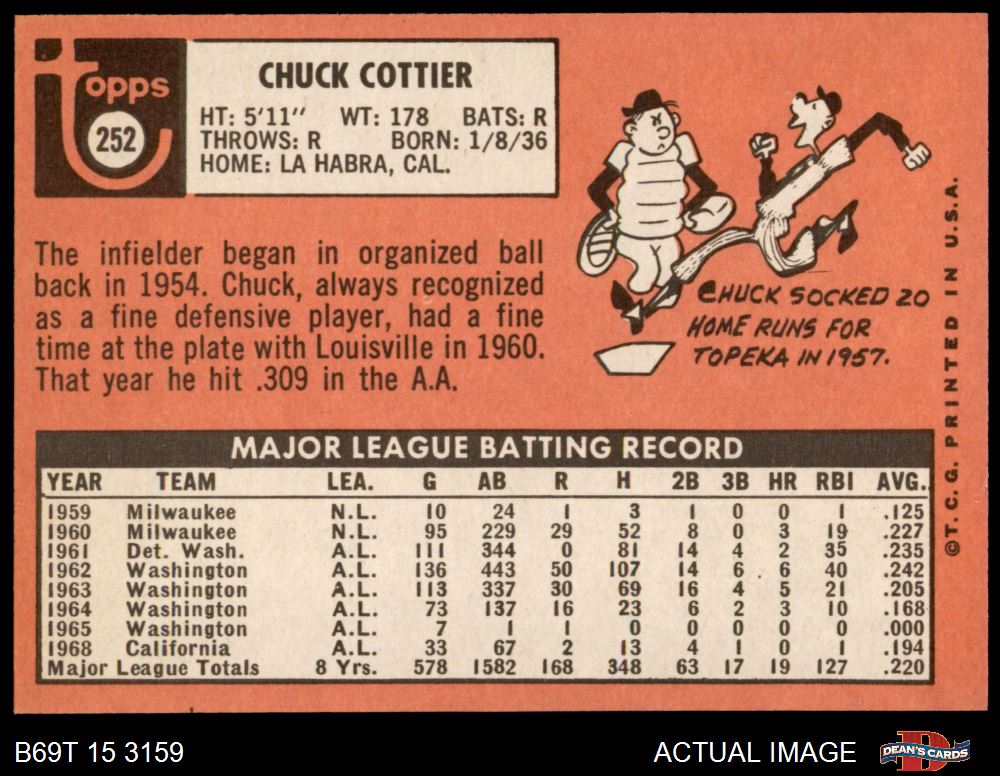 Topps
252
CHUCK COTTIER
HT: 5'11" WT: 178 BATS: R
THROWS: R BORN: 1/8/36
HOME: LA HABRA, CAL.
The infielder began in organized ball
back in 1954. Chuck, always recognized
as a fine defensive player, had a fine
time at the plate with Louisville in 1960.
That year he hit .309 in the A.A.
CHUCK SOCKED 20
HOME RUNS FOR
TOPEKA IN 1957.
©T.C.G. PRINTED IN U.S.A.
MAJOR LEAGUE BATTING RECORD
YEAR TEAM LEA. G AB R H 2B 3B HR RBI AVG.
1959 Milwaukee N.L. 10 24 1 3 1 0 0 1 .125
1960 Milwaukee N.L. 95 229 29 52 8 0 3 19 .227
1961 Det. Wash. A.L. 111 344 0 81 14 4 2 35 .235
1962 Washington A.L. 136 443 50 107 14 6 6 40 .242
1963 Washington A.L. 113 337 30 69 16 4 5 21 .205
1964 Washington A.L. 73 137 16 23 6 2 3 10 .168
1965 Washington A.L. 7 1 1 0 0 0 0 0 .000
1968 California A.L. 33 67 2 13 4 1 0 1 .194
Major League Totals 8 Yrs. 578 1582 168 348 63 17 19 127 .220
B69T 15 3159
ACTUAL IMAGE
DEAN'S CARDS